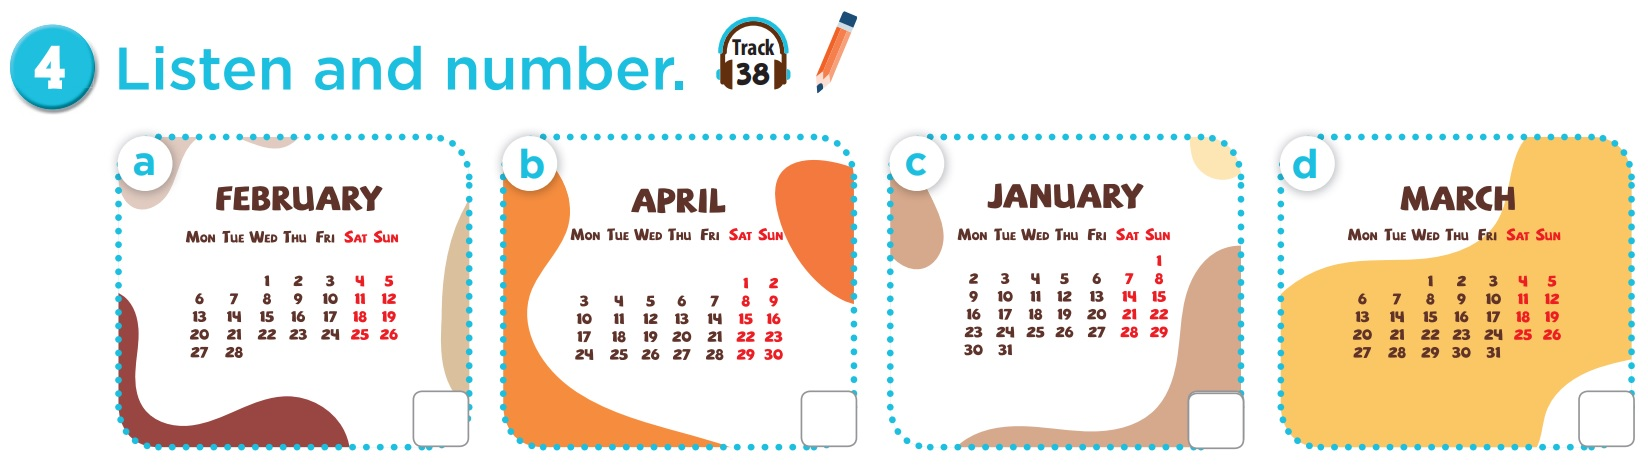 4 Listen and number. Track 38
a
FEBRUARY
MON TUE WED THU FRI SAT SUN
1 2 3 4 5
6 7 8 9 10 11 12
13 14 15 16 17 18 19
20 21 22 23 24 25 26
27 28
b
APRIL
MON TUE WED THU FRI SAT SUN
1 2
3 4 5 6 7 8 9
10 11 12 13 14 15 16
17 18 19 20 21 22 23
24 25 26 27 28 29 30
c
JANUARY
MON TUE WED THU FRI SAT SUN
1
2 3 4 5 6 7 8
9 10 11 12 13 14 15
16 17 18 19 20 21 22
23 24 25 26 27 28 29
30 31
d
MARCH
MON TUE WED THU FRI SAT SUN
1 2 3 4 5
6 7 8 9 10 11 12
13 14 15 16 17 18 19
20 21 22 23 24 25 26
27 28 29 30 31